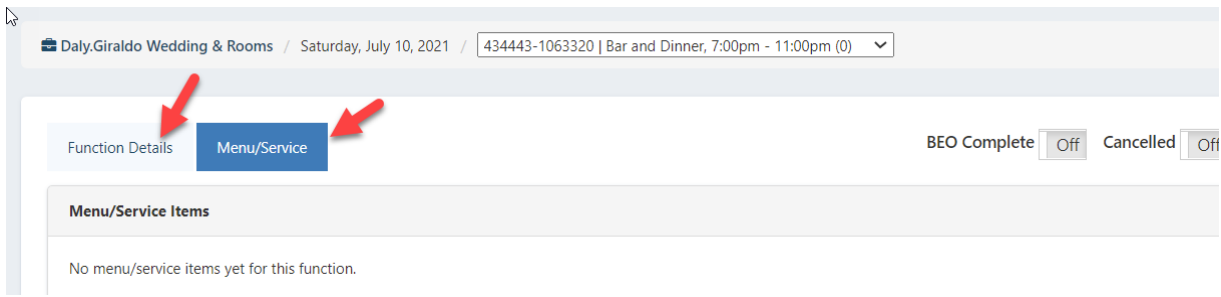 Daly.Giraldo Wedding & Rooms / Saturday, July 10, 2021 / 434443-1063320 | Bar and Dinner, 7:00pm - 11:00pm (0)
Function Details Menu/Service BEO Complete Off Cancelled Off
Menu/Service Items
No menu/service items yet for this function.